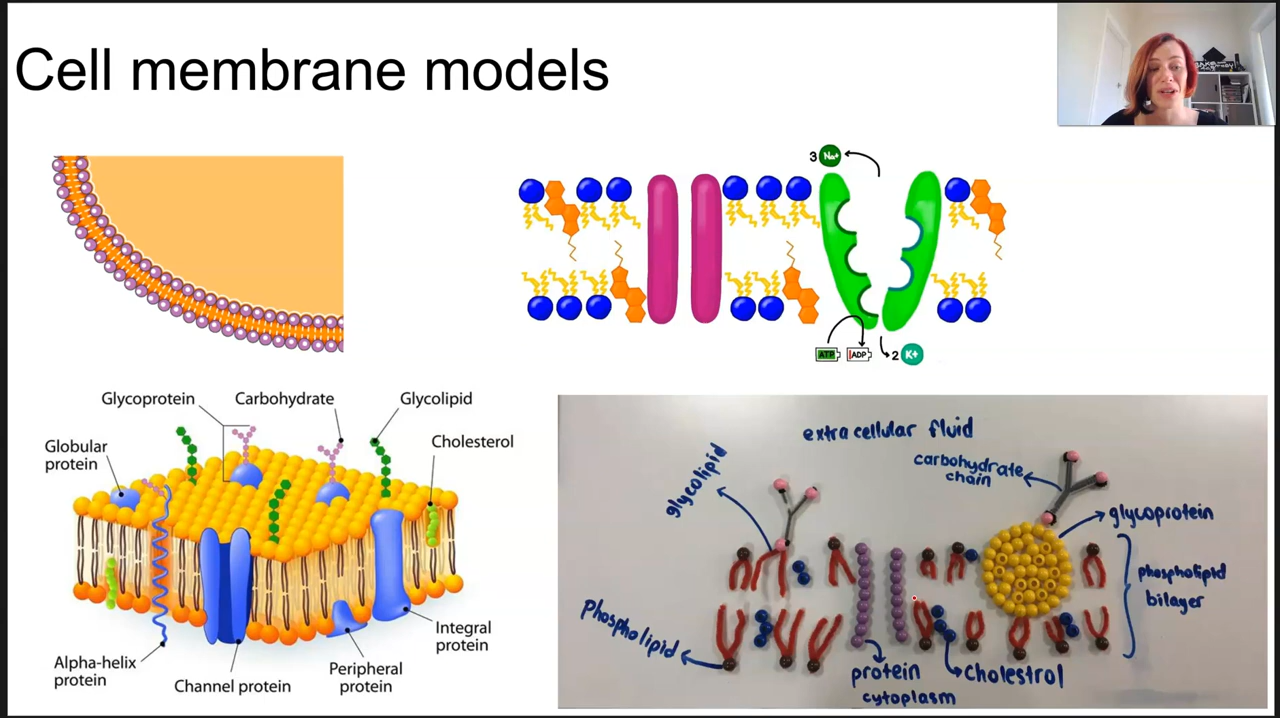 Cell membrane models
3 Na+
ATP ADP 2 K+
Glycoprotein
Carbohydrate
Glycolipid
Globular
protein
Cholesterol
Alpha-helix
protein
Channel protein
Peripheral
protein
Integral
protein
extra cellular fluid
glycolipid
carbohydrate
chain
glycoprotein
phospholipid
bilayer
Phospholipid
protein
cholestrol
cytoplasm